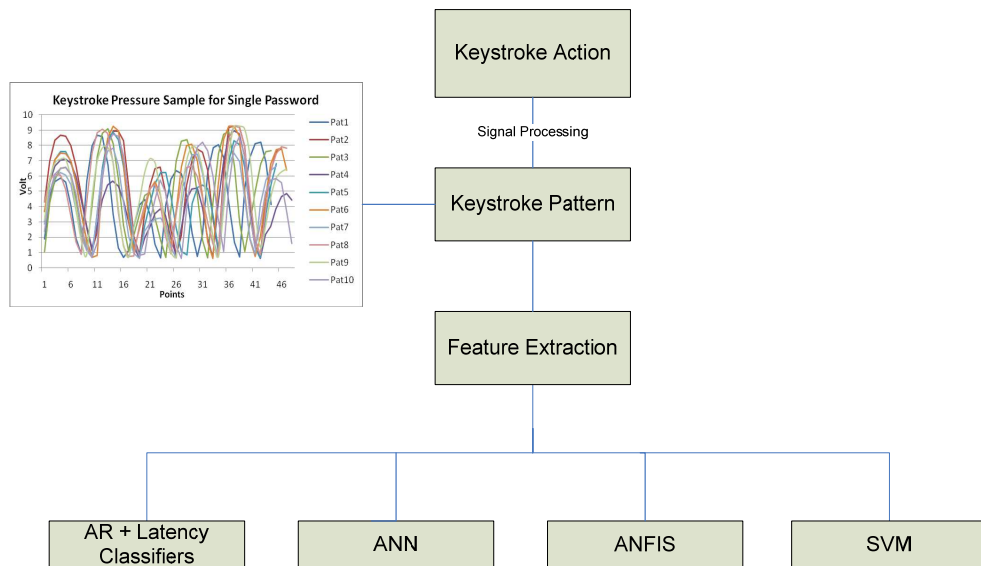 Keystroke Action
Signal Processing
Keystroke Pattern
Keystroke Pressure Sample for Single Password
10
9
8
7
6
5
4
3
2
1
0
Volt
1 6 11 16 21 26 31 36 41 46
Points
Pat1
Pat2
Pat3
Pat4
Pat5
Pat6
Pat7
Pat8
Pat9
Pat10
Feature Extraction
AR + Latency
Classifiers
ANN
ANFIS
SVM